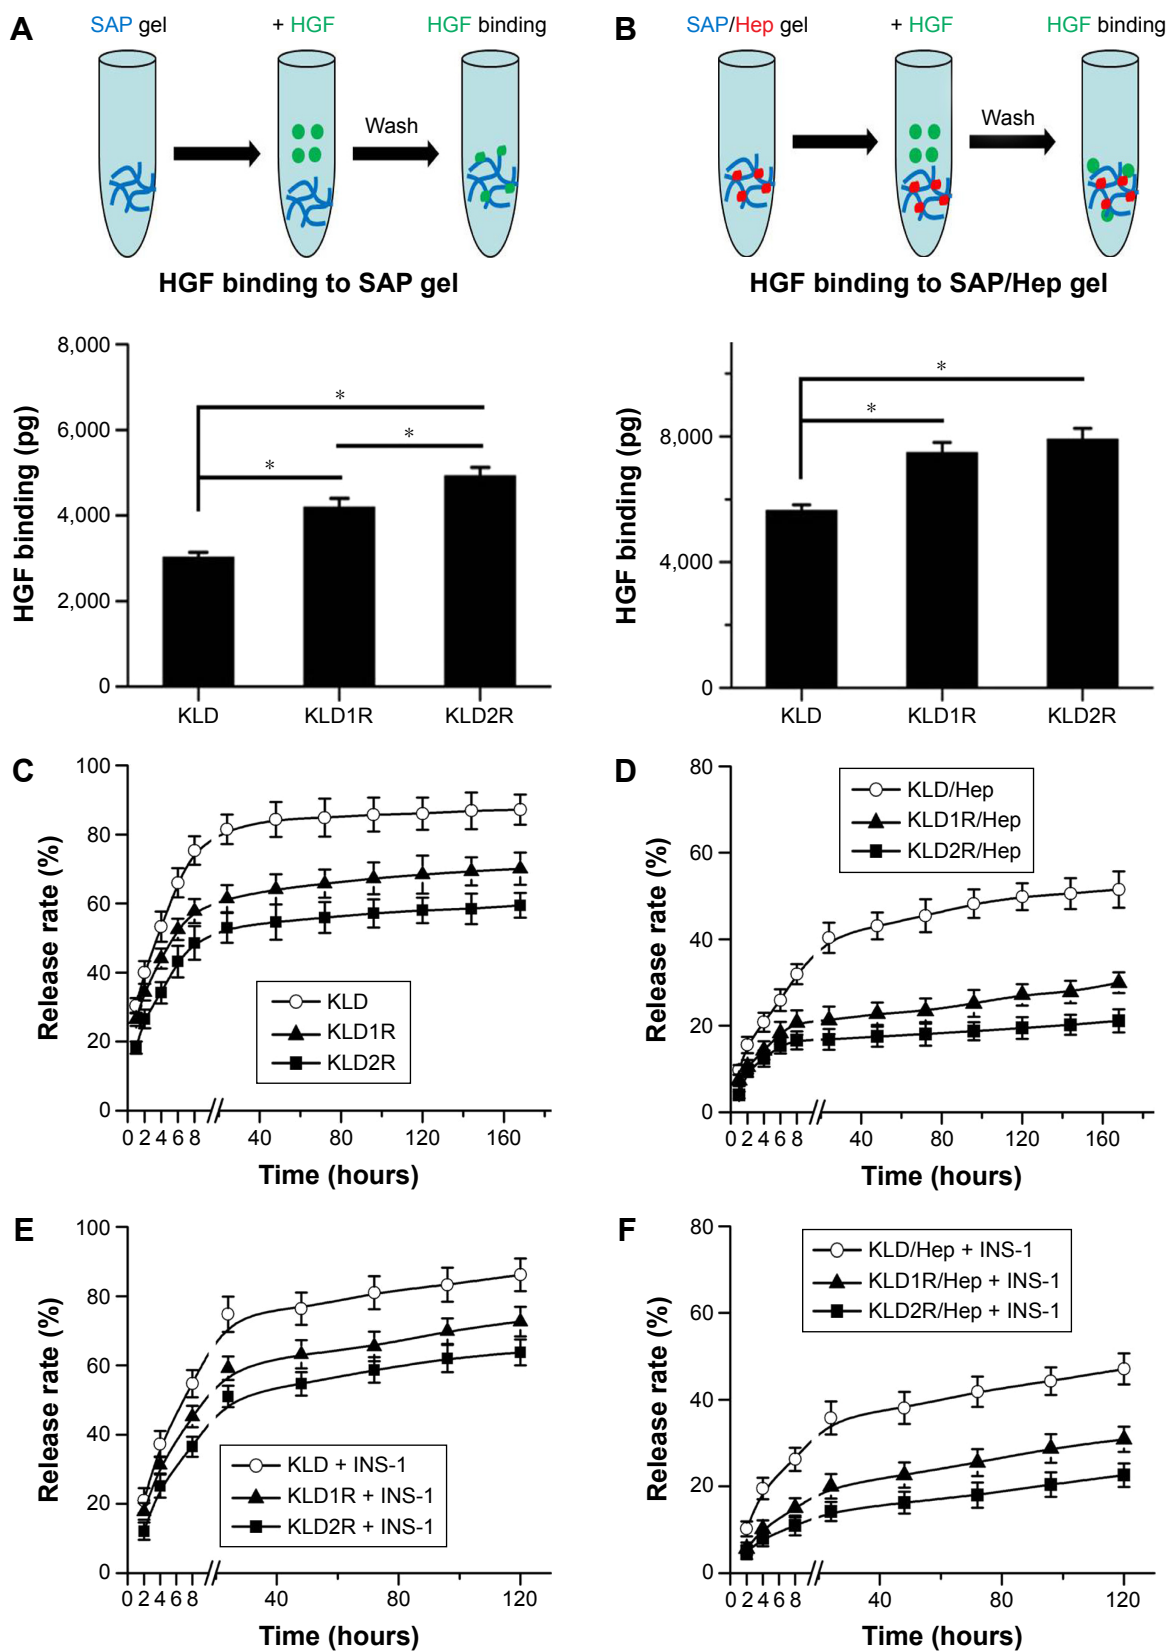 A
SAP gel
+ HGF
HGF binding
Wash
HGF binding to SAP gel
HGF binding (pg)
8,000
6,000
4,000
2,000
0
*
*
*
KLD
KLD1R
KLD2R
B
SAP/Hep gel
+ HGF
HGF binding
Wash
HGF binding to SAP/Hep gel
HGF binding (pg)
8,000
4,000
0
*
*
KLD
KLD1R
KLD2R
C
Release rate (%)
100
80
60
40
20
0
KLD
KLD1R
KLD2R
0 2 4 6 8 40 80 120 160
Time (hours)
D
Release rate (%)
80
60
40
20
0
KLD/Hep
KLD1R/Hep
KLD2R/Hep
0 2 4 6 8 40 80 120 160
Time (hours)
E
Release rate (%)
100
80
60
40
20
0
KLD + INS-1
KLD1R + INS-1
KLD2R + INS-1
0 2 4 6 8 40 80 120
Time (hours)
F
Release rate (%)
80
60
40
20
0
KLD/Hep + INS-1
KLD1R/Hep + INS-1
KLD2R/Hep + INS-1
0 2 4 6 8 40 80 120
Time (hours)